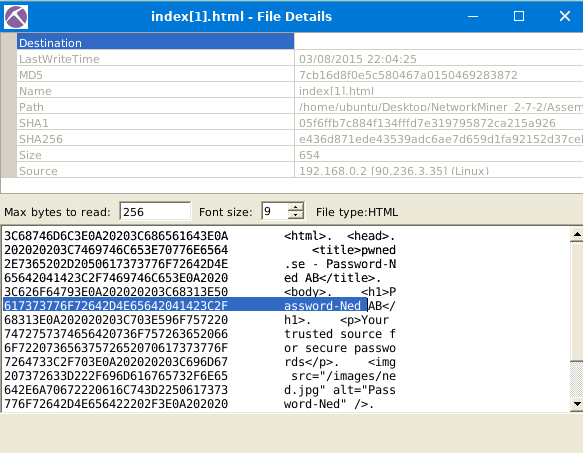 index[1].html - File Details
Destination
LastWriteTime 03/08/2015 22:04:25
MD5 7cb16d8f0e5c580467a0150469283872
Name index[1].html
Path /home/ubuntu/Desktop/NetworkMiner_2-7-2/Assem
SHA1 05f6ffb7c884f134fffd7e319795872ca215a926
SHA256 e436d871ede43539adc6ae7d659d1fa92152d37ce
Size 654
Source 192.168.0.2 [90.236.3.35] (Linux)
Max bytes to read: 256 Font size: 9 File type:HTML
3C68746D6C3E0A20203C686561643E0A <html>.  <head>.
202020203C7469746C653E70776E6564     <title>pwned
2E7365202D2050617373776F72642D4E .se - Password-N
65642041423C2F7469746C653E0A2020 ed AB</title>.
3C626F64793E0A202020203C68313E50 <body>.    <h1>P
617373776F72642D4E65642041423C2F assword-Ned AB</
68313E0A202020203C703E596F757220 h1>.    <p>Your
7472757374656420736F757263652066 trusted source f
6F72207365637572652070617373776F or secure passwo
7264733C2F703E0A202020203C696D67 rds</p>.    <img
207372633D222F696D616765732F6E65  src="/images/ne
642E6A70672220616C743D2250617373 d.jpg" alt="Pass
776F72642D4E656422202F3E0A202020 word-Ned" />.